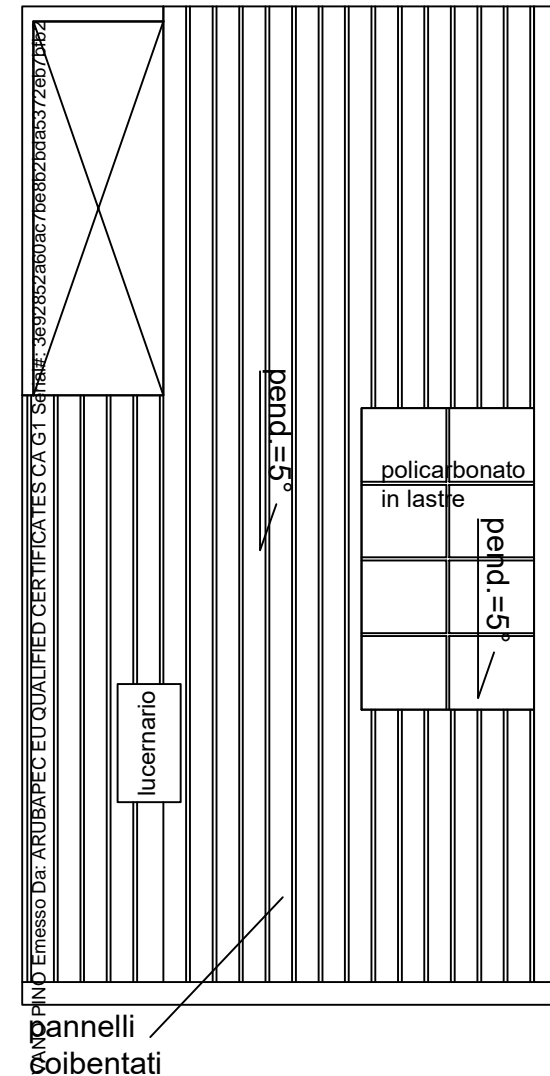 pend.=5°
policarbonato
in lastre
pend.=5°
lucernario
pannelli
coibentati
PINO Emesso Da: ARUBAPEC EU QUALIFIED CERTIFICATES CA G1 Serial#: